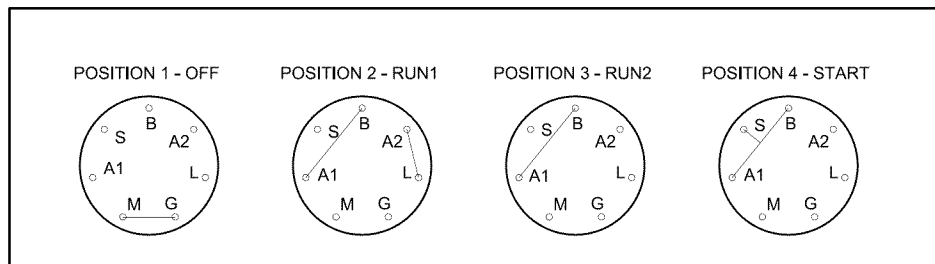 POSITION 1 - OFF
POSITION 2 - RUN1
POSITION 3 - RUN2
POSITION 4 - START
B
S
A2
A1
L
M
G
B
S
A2
A1
L
M
G
B
S
A2
A1
L
M
G
B
S
A2
A1
L
M
G